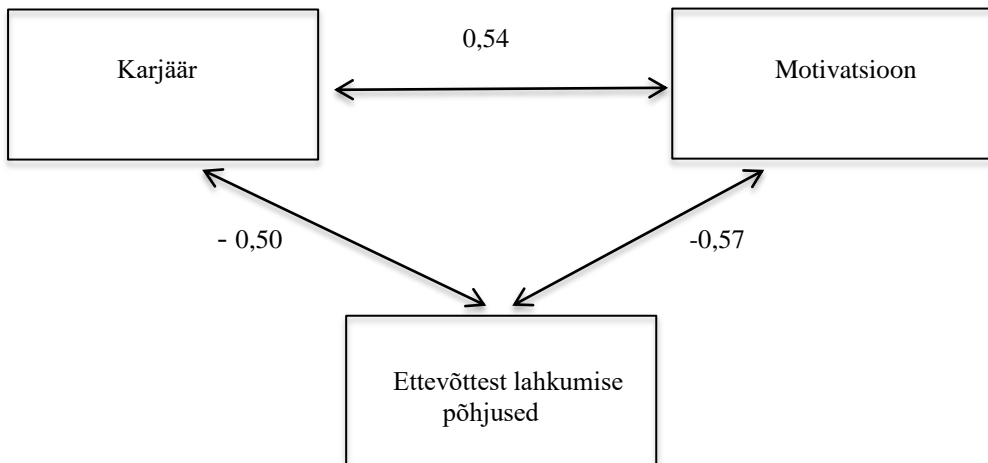 0,54
Karjäär
Motivatsioon
- 0,50
-0,57
Ettevõttest lahkumise
põhjused